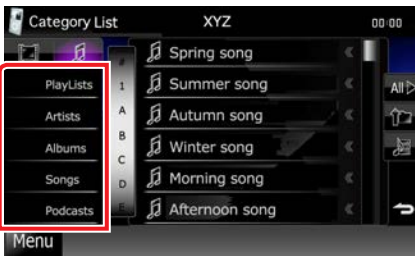 Category List XYZ 00:00
Spring song
PlayLists Summer song All
Artists Autumn song
Albums Winter song
Songs Morning song
Podcasts Afternoon song
#
1
A
B
C
D
E
Menu